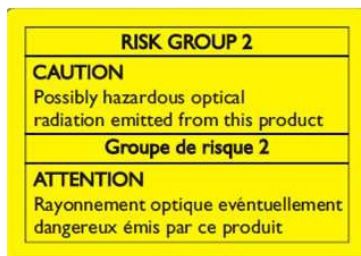 RISK GROUP 2
CAUTION
Possibly hazardous optical
radiation emitted from this product
Groupe de risque 2
ATTENTION
Rayonnement optique evéntuellement
dangereux émis par ce produit